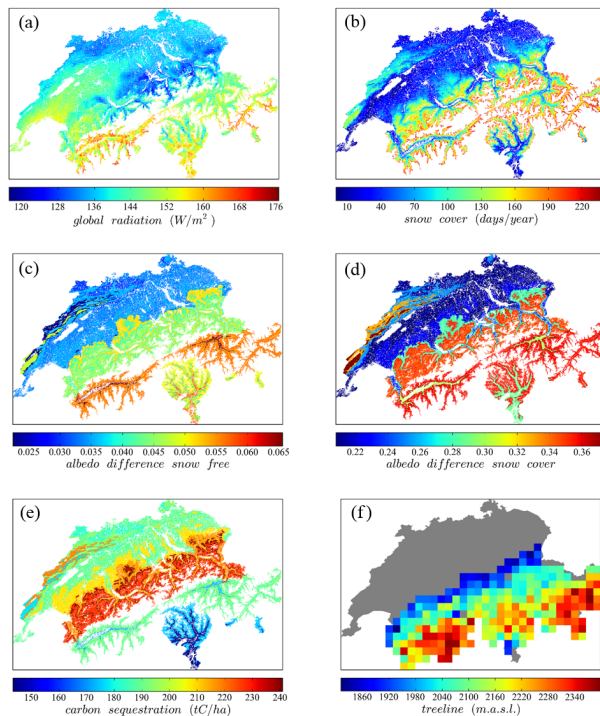 (a) (b)
120 128 136 144 152 160 168 176
global radiation (W/m²)
10 40 70 100 130 160 190 220
snow cover (days/year)
(c) (d)
0.025 0.030 0.035 0.040 0.045 0.050 0.055 0.060 0.065
albedo difference snow free
0.22 0.24 0.26 0.28 0.30 0.32 0.34 0.36
albedo difference snow cover
(e) (f)
150 160 170 180 190 200 210 220 230 240
carbon sequestration (tC/ha)
1860 1920 1980 2040 2100 2160 2220 2280 2340
treeline (m.a.s.l.)